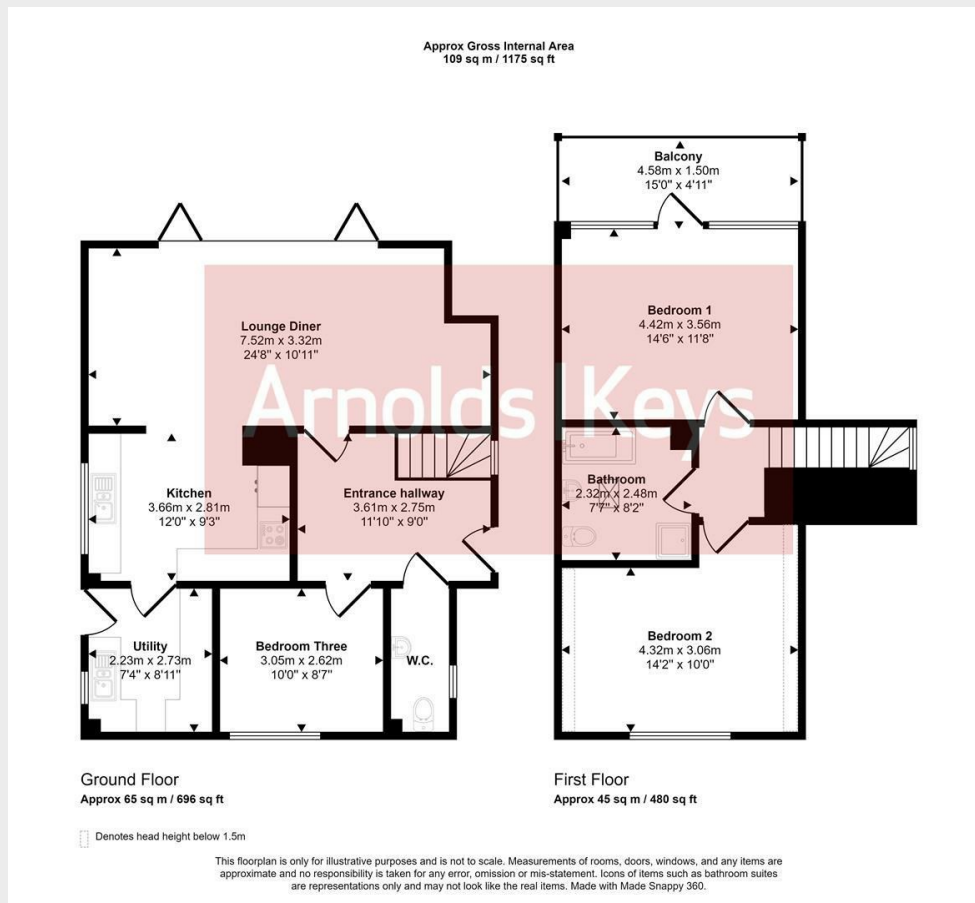 Approx Gross Internal Area
109 sq m / 1175 sq ft
Balcony
4.58m x 1.50m
15'0" x 4'11"
Lounge Diner
7.52m x 3.32m
24'8" x 10'11"
Bedroom 1
4.42m x 3.56m
14'6" x 11'8"
Arnolds | Keys
Kitchen
3.66m x 2.81m
12'0" x 9'3"
Entrance hallway
3.61m x 2.75m
11'10" x 9'0"
Bathroom
2.32m x 2.48m
7'7" x 8'2"
Utility
2.23m x 2.73m
7'4" x 8'11"
Bedroom Three
3.05m x 2.62m
10'0" x 8'7"
W.C.
Bedroom 2
4.32m x 3.06m
14'2" x 10'0"
Ground Floor
Approx 65 sq m / 696 sq ft
First Floor
Approx 45 sq m / 480 sq ft
Denotes head height below 1.5m
This floorplan is only for illustrative purposes and is not to scale. Measurements of rooms, doors, windows, and any items are
approximate and no responsibility is taken for any error, omission or mis-statement. Icons of items such as bathroom suites
are representations only and may not look like the real items. Made with Made Snappy 360.